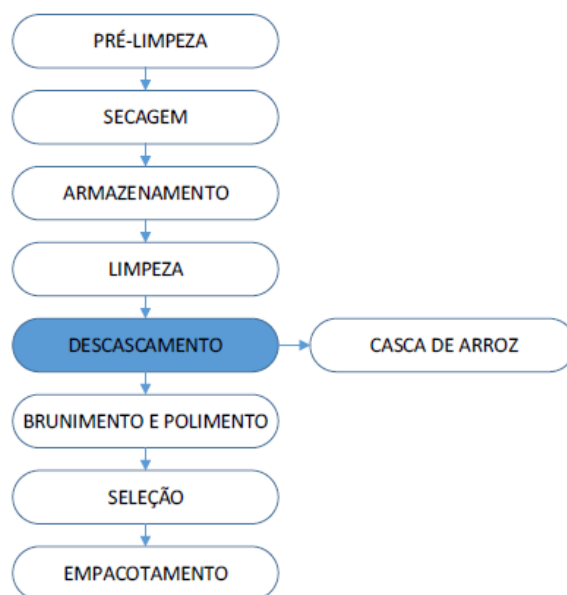 PRÉ-LIMPEZA
SECAGEM
ARMAZENAMENTO
LIMPEZA
DESCASCAMENTO
CASCA DE ARROZ
BRUNIMENTO E POLIMENTO
SELEÇÃO
EMPACOTAMENTO